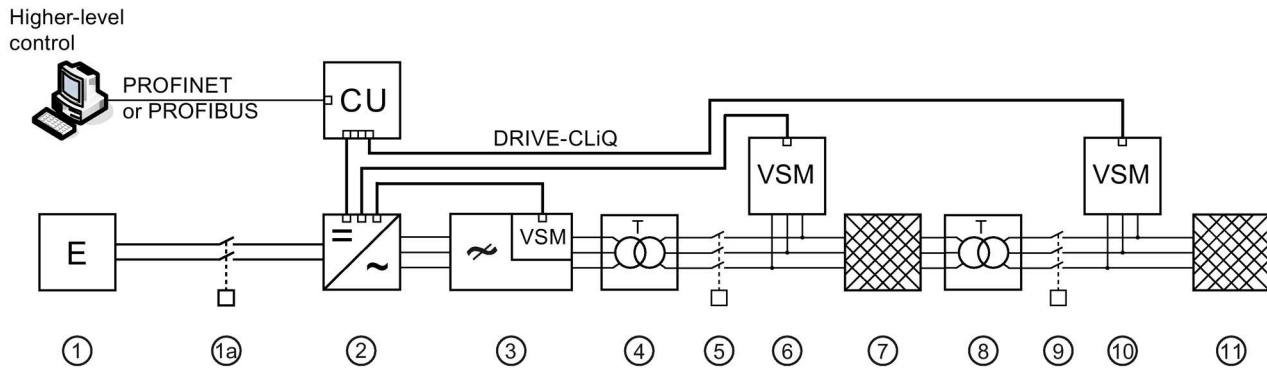 Higher-level
control
PROFINET
or PROFIBUS
CU
DRIVE-CLiQ
VSM
VSM
E
=
~
≁
VSM
T
T
1
1a
2
3
4
5
6
7
8
9
10
11